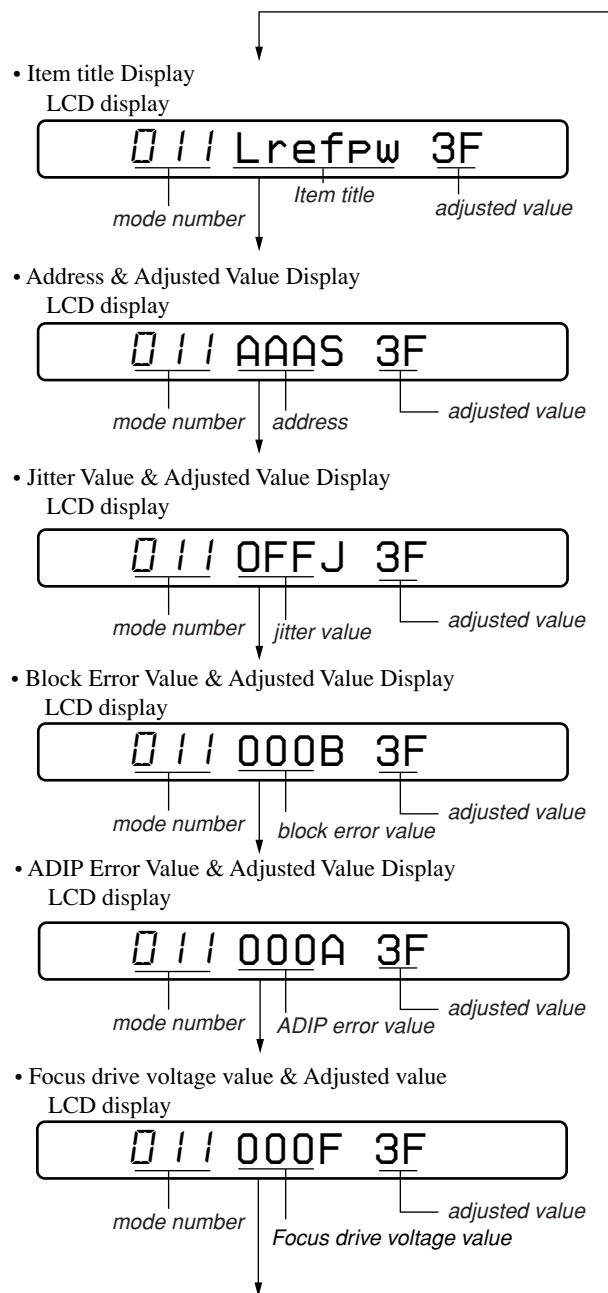 • Item title Display
LCD display
011 Lrefpw 3F
mode number Item title adjusted value
• Address & Adjusted Value Display
LCD display
011 AAAS 3F
mode number address adjusted value
• Jitter Value & Adjusted Value Display
LCD display
011 OFFJ 3F
mode number jitter value adjusted value
• Block Error Value & Adjusted Value Display
LCD display
011 000B 3F
mode number block error value adjusted value
• ADIP Error Value & Adjusted Value Display
LCD display
011 000A 3F
mode number ADIP error value adjusted value
• Focus drive voltage value & Adjusted value
LCD display
011 000F 3F
mode number Focus drive voltage value adjusted value